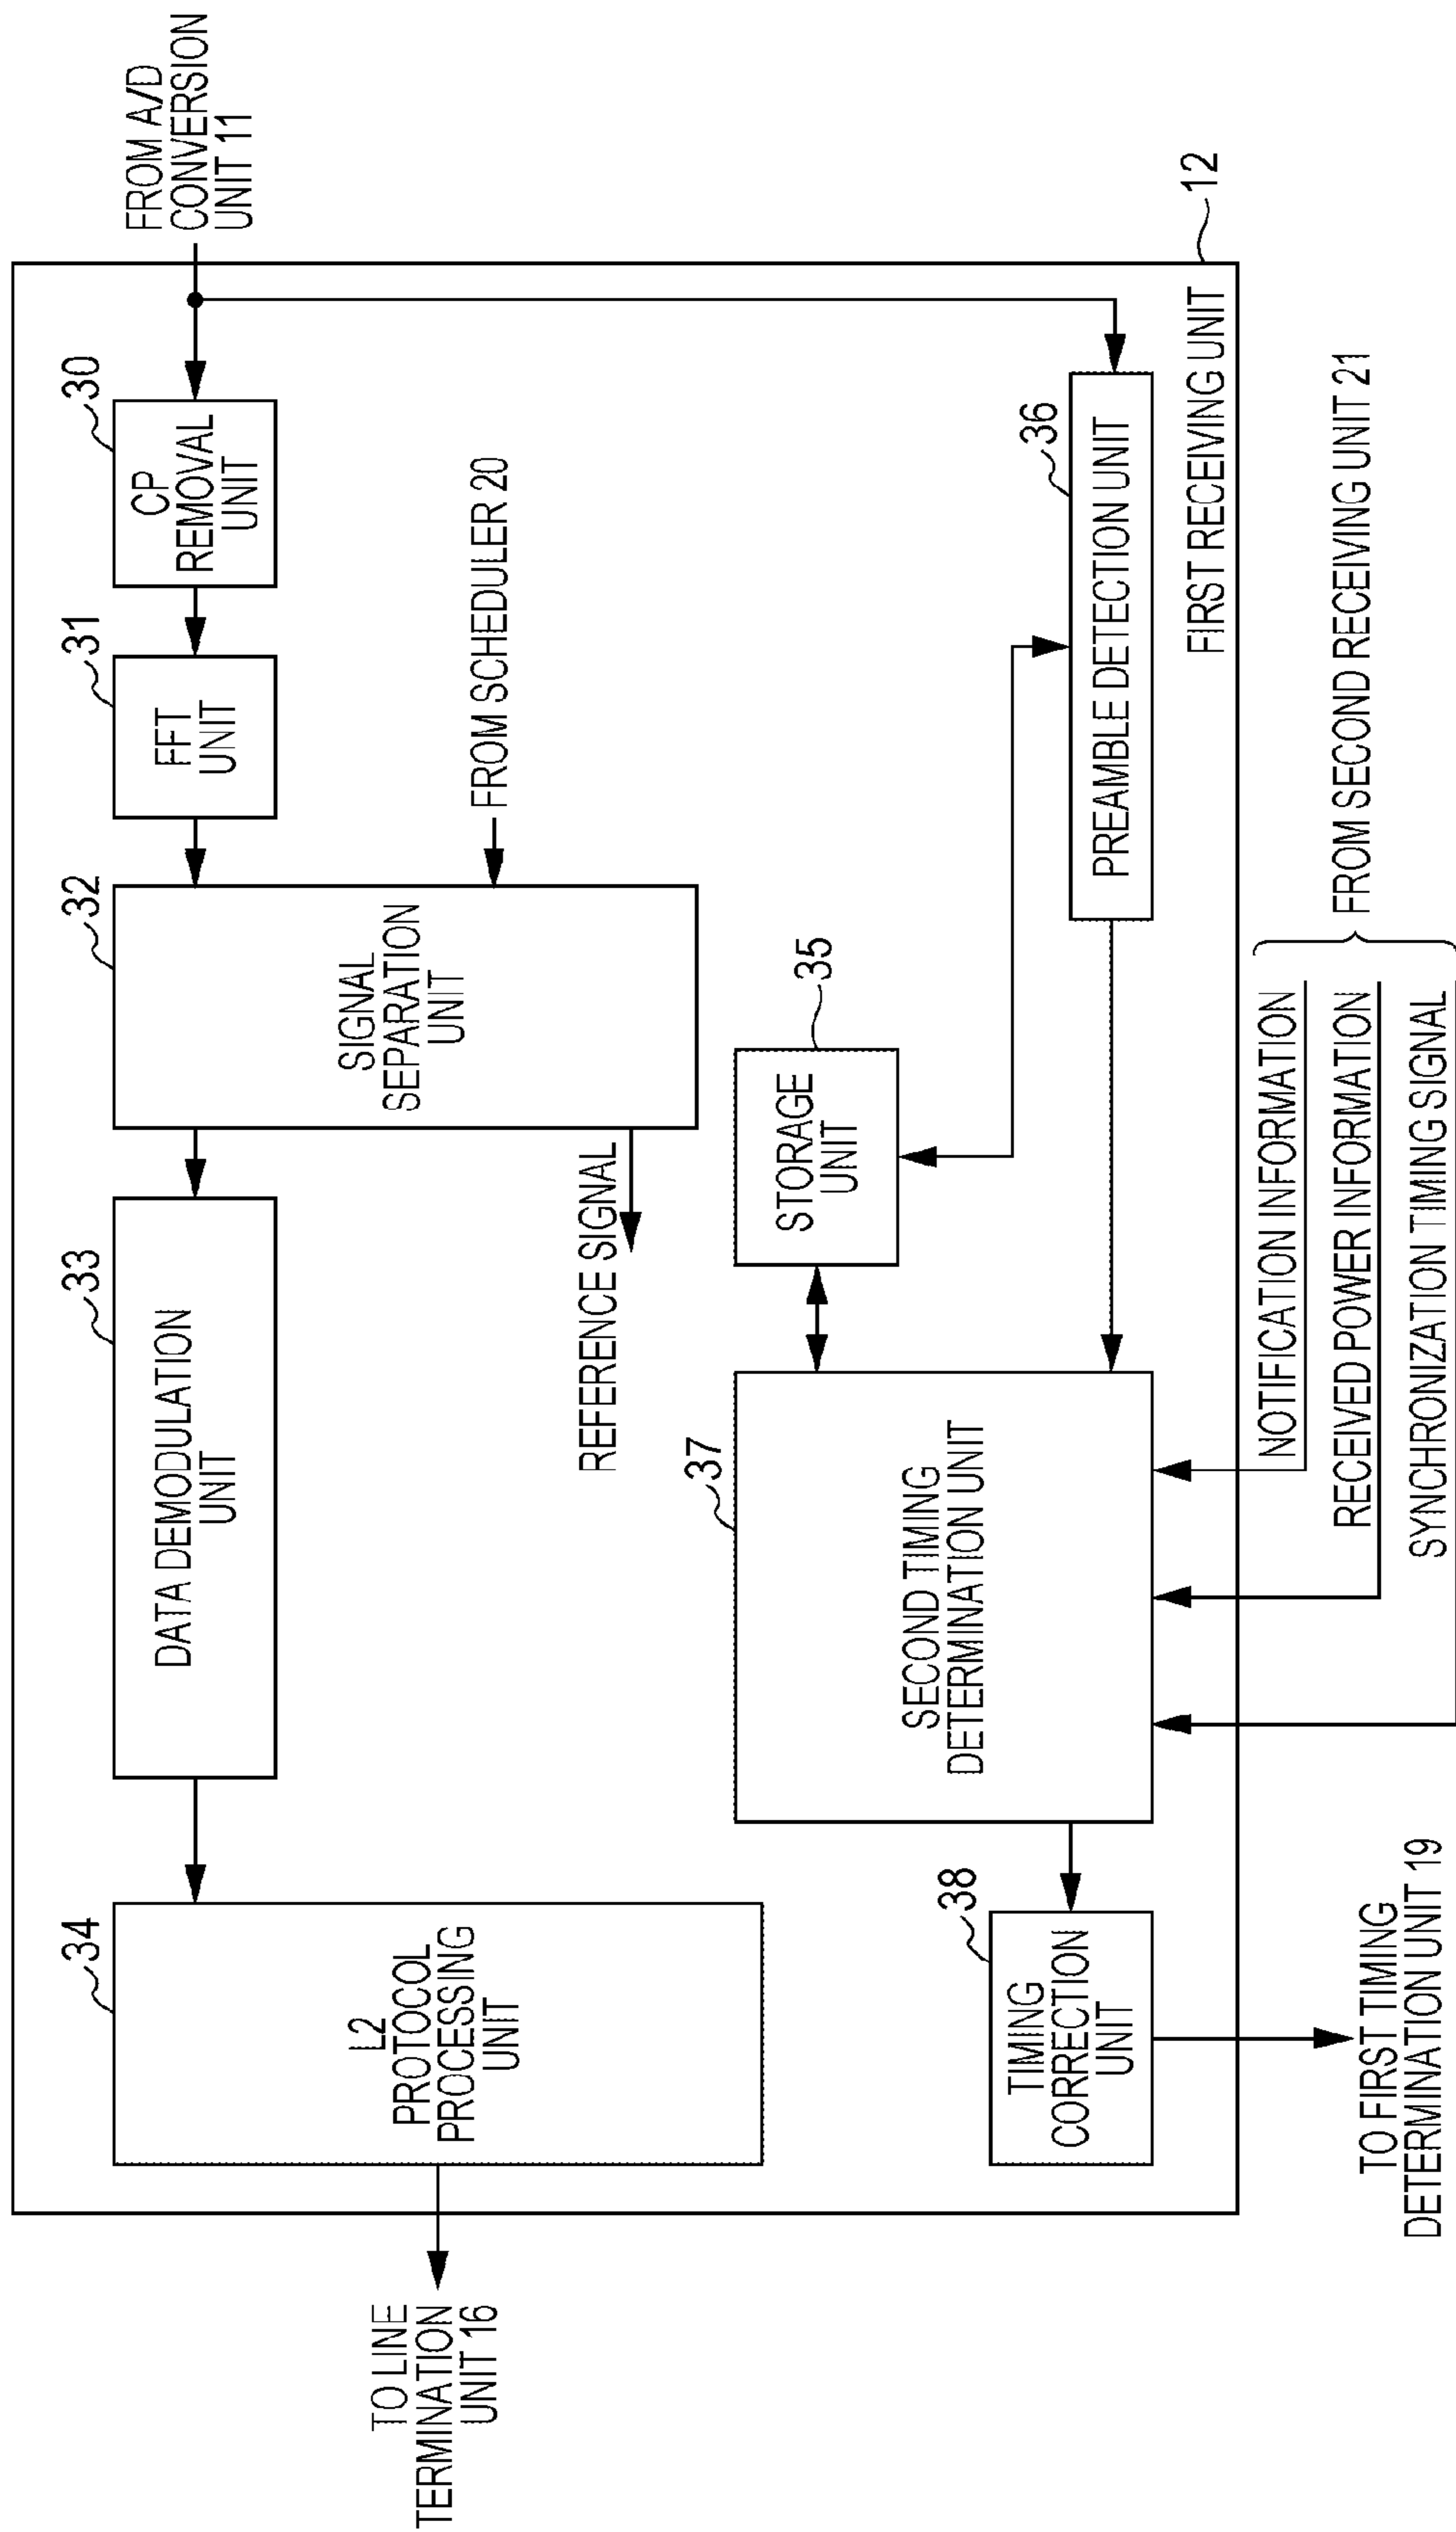 TO LINE
TERMINATION
UNIT 16
34
L2
PROTOCOL
PROCESSING
UNIT
33
DATA DEMODULATION
UNIT
32
SIGNAL
SEPARATION
UNIT
31
FFT
UNIT
30
CP
REMOVAL
UNIT
FROM A/D
CONVERSION
UNIT 11
REFERENCE SIGNAL
FROM SCHEDULER 20
38
TIMING
CORRECTION
UNIT
37
SECOND TIMING
DETERMINATION UNIT
STORAGE
UNIT
35
36
PREAMBLE DETECTION UNIT
FIRST RECEIVING UNIT
12
TO FIRST TIMING
DETERMINATION UNIT 19
NOTIFICATION INFORMATION
RECEIVED POWER INFORMATION
SYNCHRONIZATION TIMING SIGNAL
FROM SECOND RECEIVING UNIT 21